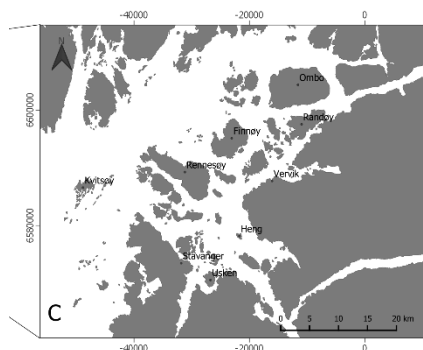 -40000 -20000 0
N
6600000
Ombo
Randøy
Finnøy
Rennesøy
Vervik
Kvitsøy
6580000
Heng
Stavanger
Usken
C
0 5 10 15 20 km
-40000 -20000 0